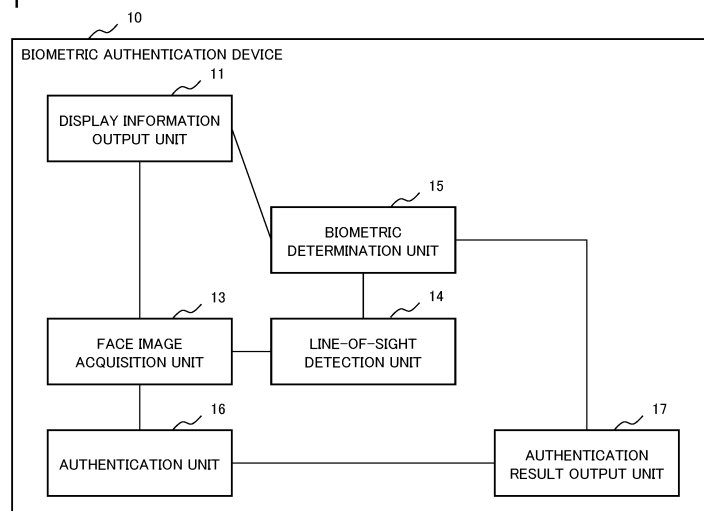 10
BIOMETRIC AUTHENTICATION DEVICE
11
DISPLAY INFORMATION
OUTPUT UNIT
15
BIOMETRIC
DETERMINATION UNIT
13
FACE IMAGE
ACQUISITION UNIT
14
LINE-OF-SIGHT
DETECTION UNIT
16
AUTHENTICATION UNIT
17
AUTHENTICATION
RESULT OUTPUT UNIT